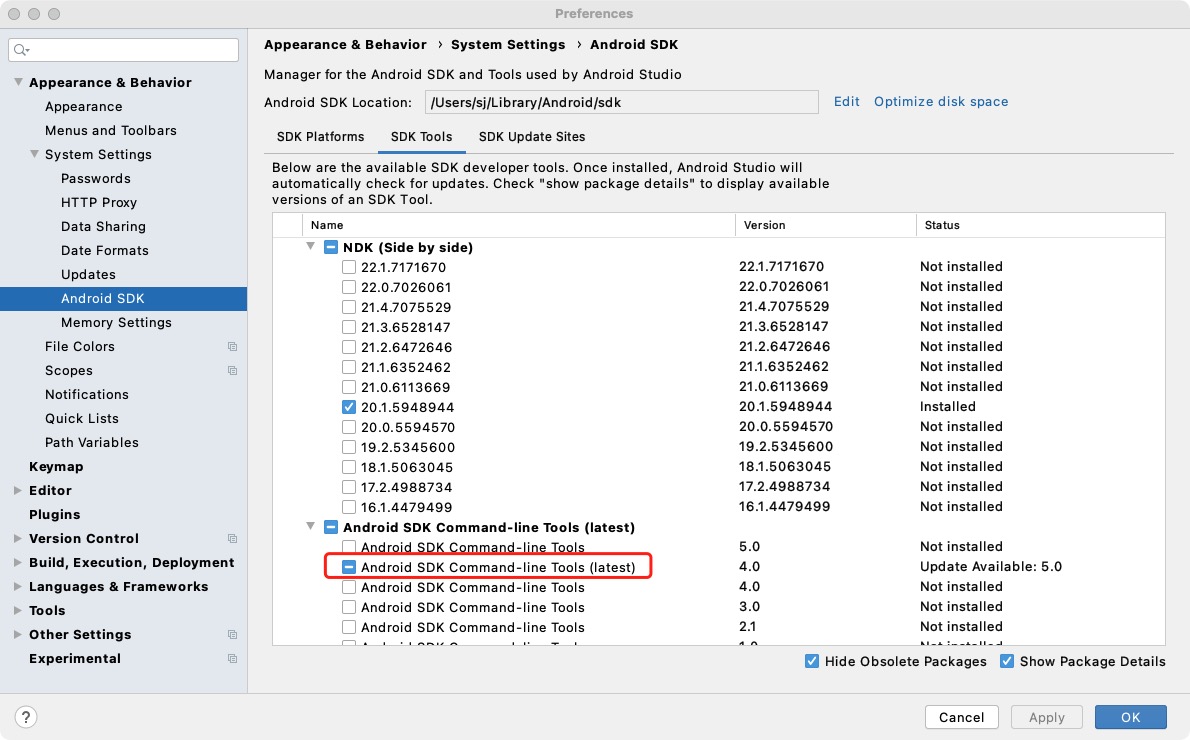 Preferences
Appearance & Behavior
Appearance
Menus and Toolbars
System Settings
Passwords
HTTP Proxy
Data Sharing
Date Formats
Updates
Android SDK
Memory Settings
File Colors
Scopes
Notifications
Quick Lists
Path Variables
Keymap
Editor
Plugins
Version Control
Build, Execution, Deployment
Languages & Frameworks
Tools
Other Settings
Experimental
Appearance & Behavior › System Settings › Android SDK
Manager for the Android SDK and Tools used by Android Studio
Android SDK Location: /Users/sj/Library/Android/sdk Edit Optimize disk space
SDK Platforms SDK Tools SDK Update Sites
Below are the available SDK developer tools. Once installed, Android Studio will
automatically check for updates. Check "show package details" to display available
versions of an SDK Tool.
Name Version Status
NDK (Side by side)
22.1.7171670 22.1.7171670 Not installed
22.0.7026061 22.0.7026061 Not installed
21.4.7075529 21.4.7075529 Not installed
21.3.6528147 21.3.6528147 Not installed
21.2.6472646 21.2.6472646 Not installed
21.1.6352462 21.1.6352462 Not installed
21.0.6113669 21.0.6113669 Not installed
20.1.5948944 20.1.5948944 Installed
20.0.5594570 20.0.5594570 Not installed
19.2.5345600 19.2.5345600 Not installed
18.1.5063045 18.1.5063045 Not installed
17.2.4988734 17.2.4988734 Not installed
16.1.4479499 16.1.4479499 Not installed
Android SDK Command-line Tools (latest)
Android SDK Command-line Tools 5.0 Not installed
Android SDK Command-line Tools (latest) 4.0 Update Available: 5.0
Android SDK Command-line Tools 4.0 Not installed
Android SDK Command-line Tools 3.0 Not installed
Android SDK Command-line Tools 2.1 Not installed
Hide Obsolete Packages Show Package Details
? Cancel Apply OK